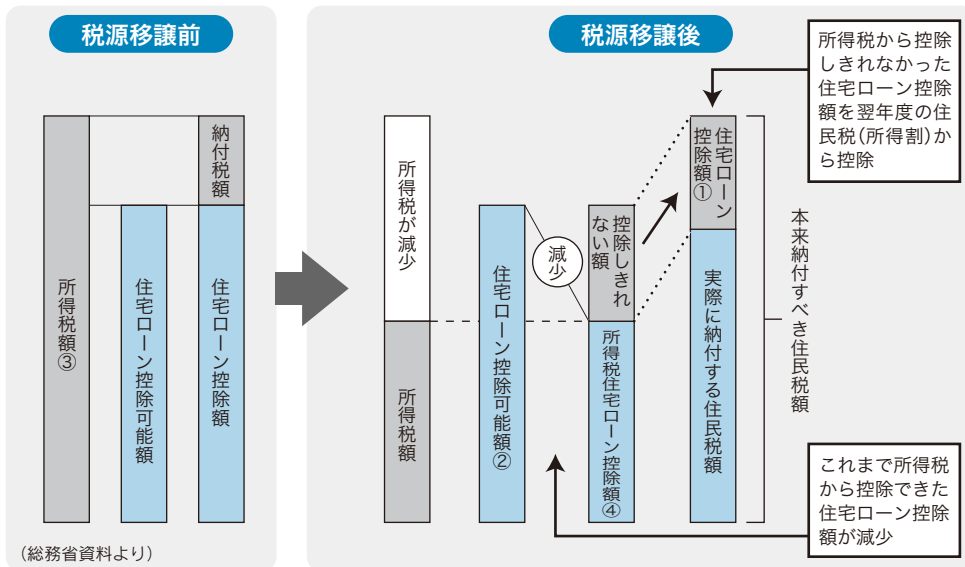 税源移譲前
所得税額③
住宅ローン控除可能額
納付税額
住宅ローン控除額
（総務省資料より）
税源移譲後
所得税が減少
所得税額
住宅ローン控除可能額②
減少
控除しきれ
ない額
所得税住宅ローン控除額④
住宅ローン
控除額①
実際に納付する住民税額
本来納付すべき住民税額
所得税から控除
しきれなかった
住宅ローン控除
額を翌年度の住
民税（所得割）か
ら控除
これまで所得税
から控除できた
住宅ローン控除
額が減少